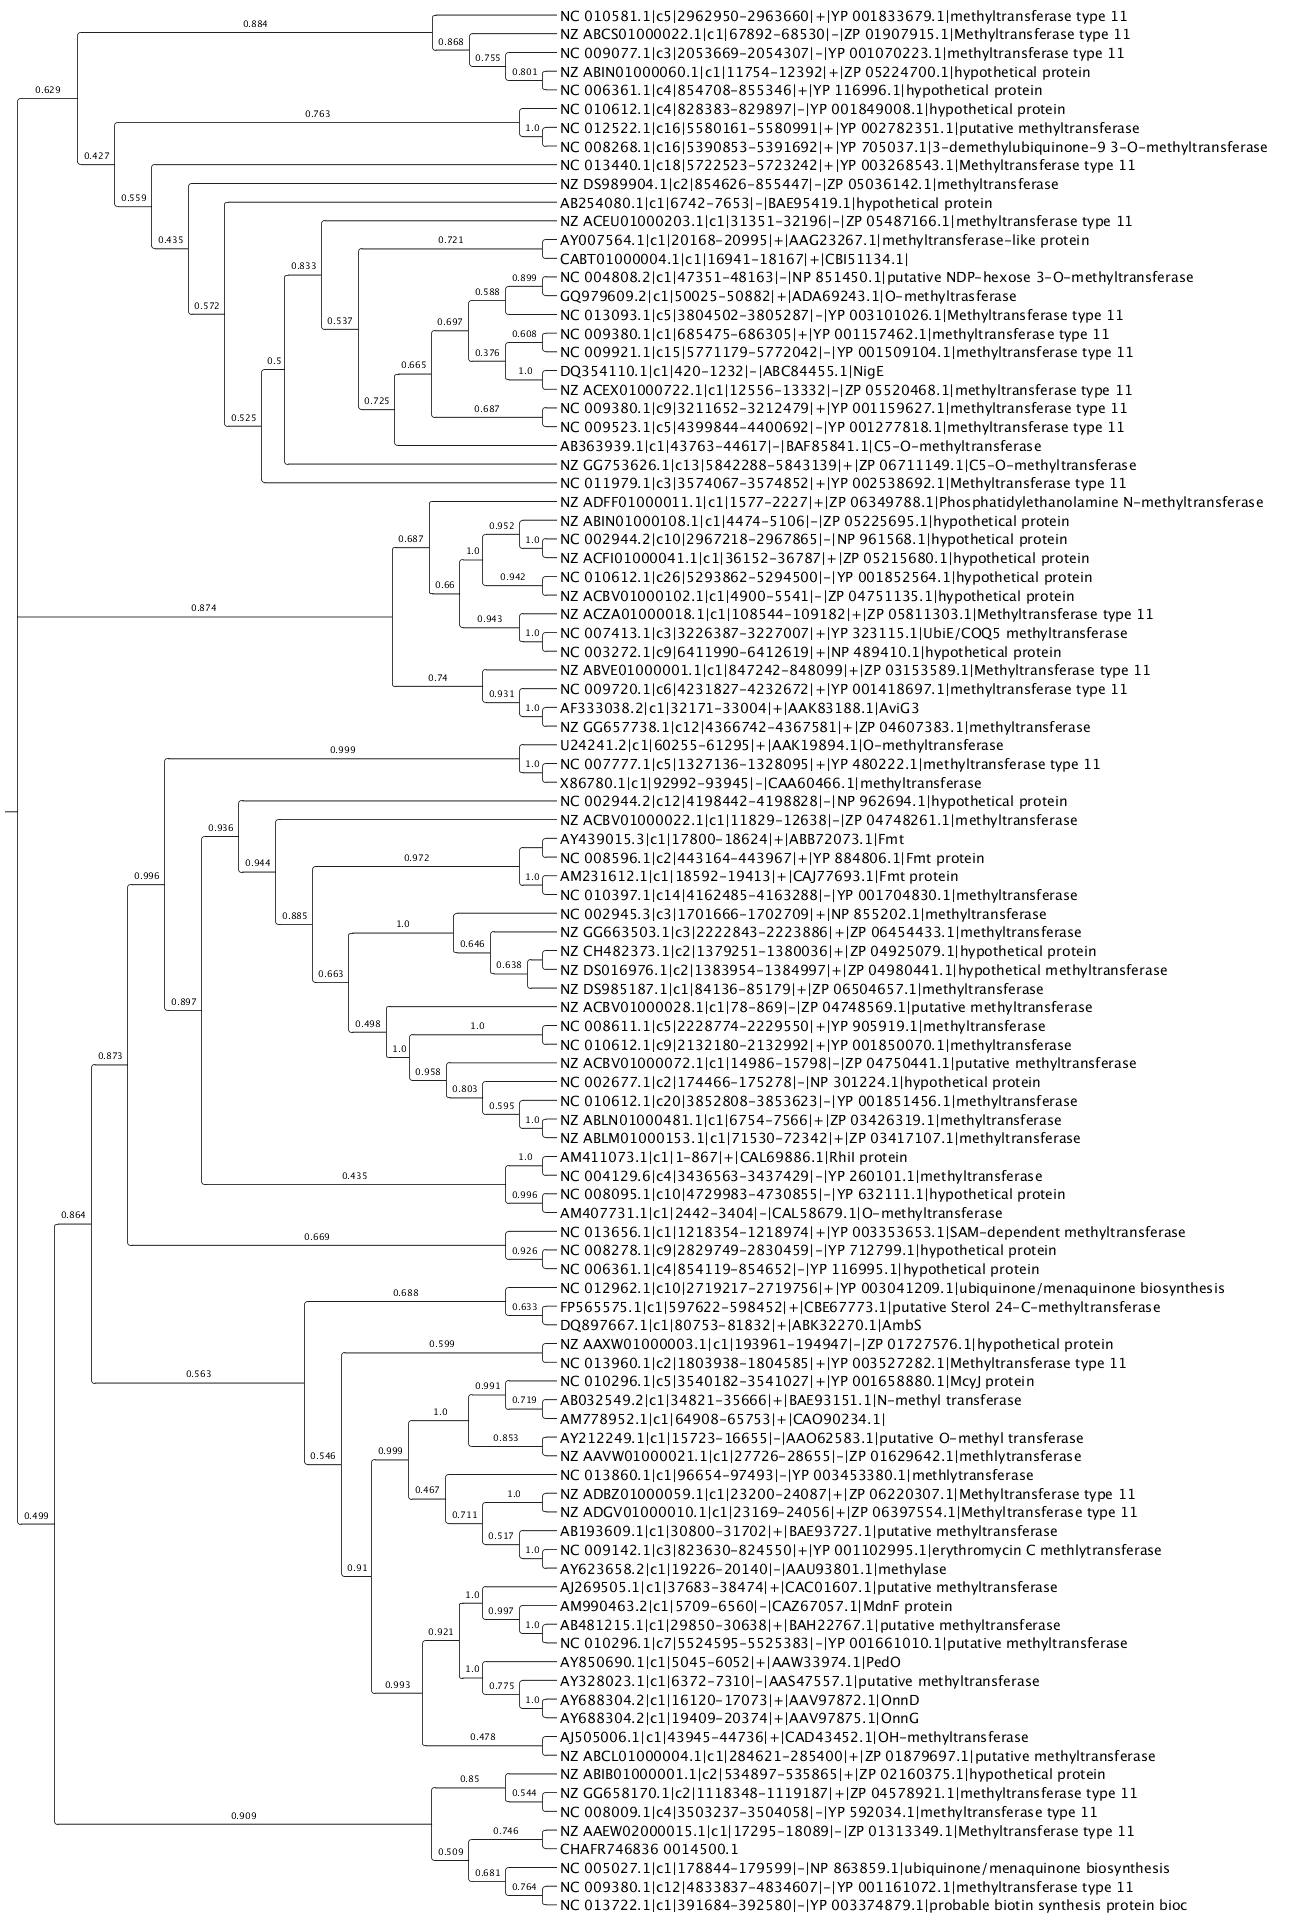 0.884
NC 010581.1|c5|2962950-2963660|+|YP 001833679.1|methyltransferase type 11
NZ ABCS01000022.1|c1|67892-68530|-|ZP 01907915.1|Methyltransferase type 11
0.868
NC 009077.1|c3|2053669-2054307|-|YP 001070223.1|methyltransferase type 11
0.755
NZ ABIN01000060.1|c1|11754-12392|+|ZP 05224700.1|hypothetical protein
0.801
NC 006361.1|c4|854708-855346|+|YP 116996.1|hypothetical protein
0.629
NC 010612.1|c4|828383-829897|-|YP 001849008.1|hypothetical protein
0.763
NC 012522.1|c16|5580161-5580991|+|YP 002782351.1|putative methyltransferase
1.0
NC 008268.1|c16|5390853-5391692|+|YP 705037.1|3-demethylubiquinone-9 3-O-methyltransferase
0.427
NC 013440.1|c18|5722523-5723242|+|YP 003268543.1|Methyltransferase type 11
NZ DS989904.1|c2|854626-855447|-|ZP 05036142.1|methyltransferase
0.559
AB254080.1|c1|6742-7653|-|BAE95419.1|hypothetical protein
NZ ACEU01000203.1|c1|31351-32196|-|ZP 05487166.1|methyltransferase type 11
0.435
0.721
AY007564.1|c1|20168-20995|+|AAG23267.1|methyltransferase-like protein
CABT01000004.1|c1|16941-18167|+|CBI51134.1|
0.833
NC 004808.2|c1|47351-48163|-|NP 851450.1|putative NDP-hexose 3-O-methyltransferase
0.899
GQ979609.2|c1|50025-50882|+|ADA69243.1|O-methyltrasferase
0.588
0.572
NC 013093.1|c5|3804502-3805287|-|YP 003101026.1|Methyltransferase type 11
0.537
0.697
NC 009380.1|c1|685475-686305|+|YP 001157462.1|methyltransferase type 11
0.608
NC 009921.1|c15|5771179-5772042|-|YP 001509104.1|methyltransferase type 11
0.376
0.5
0.665
DQ354110.1|c1|420-1232|-|ABC84455.1|NigE
1.0
NZ ACEX01000722.1|c1|12556-13332|-|ZP 05520468.1|methyltransferase type 11
0.725
0.687
NC 009380.1|c9|3211652-3212479|+|YP 001159627.1|methyltransferase type 11
0.525
NC 009523.1|c5|4399844-4400692|-|YP 001277818.1|methyltransferase type 11
AB363939.1|c1|43763-44617|-|BAF85841.1|C5-O-methyltransferase
NZ GG753626.1|c13|5842288-5843139|+|ZP 06711149.1|C5-O-methyltransferase
NC 011979.1|c3|3574067-3574852|+|YP 002538692.1|Methyltransferase type 11
NZ ADFF01000011.1|c1|1577-2227|+|ZP 06349788.1|Phosphatidylethanolamine N-methyltransferase
NZ ABIN01000108.1|c1|4474-5106|-|ZP 05225695.1|hypothetical protein
0.952
0.687
NC 002944.2|c10|2967218-2967865|-|NP 961568.1|hypothetical protein
1.0
1.0
NZ ACFI01000041.1|c1|36152-36787|+|ZP 05215680.1|hypothetical protein
0.942
NC 010612.1|c26|5293862-5294500|-|YP 001852564.1|hypothetical protein
0.66
NZ ACBV01000102.1|c1|4900-5541|-|ZP 04751135.1|hypothetical protein
0.874
NZ ACZA01000018.1|c1|108544-109182|+|ZP 05811303.1|Methyltransferase type 11
0.943
NC 007413.1|c3|3226387-3227007|+|YP 323115.1|UbiE/COQ5 methyltransferase
1.0
NC 003272.1|c9|6411990-6412619|+|NP 489410.1|hypothetical protein
NZ ABVE01000001.1|c1|847242-848099|+|ZP 03153589.1|Methyltransferase type 11
0.74
NC 009720.1|c6|4231827-4232672|+|YP 001418697.1|methyltransferase type 11
0.931
AF333038.2|c1|32171-33004|+|AAK83188.1|AviG3
1.0
NZ GG657738.1|c12|4366742-4367581|+|ZP 04607383.1|methyltransferase
U24241.2|c1|60255-61295|+|AAK19894.1|O-methyltransferase
0.999
NC 007777.1|c5|1327136-1328095|+|YP 480222.1|methyltransferase type 11
1.0
X86780.1|c1|92992-93945|-|CAA60466.1|methyltransferase
NC 002944.2|c12|4198442-4198828|-|NP 962694.1|hypothetical protein
NZ ACBV01000022.1|c1|11829-12638|-|ZP 04748261.1|methyltransferase
0.936
AY439015.3|c1|17800-18624|+|ABB72073.1|Fmt
NC 008596.1|c2|443164-443967|+|YP 884806.1|Fmt protein
0.944
0.972
AM231612.1|c1|18592-19413|+|CAJ77693.1|Fmt protein
1.0
0.996
NC 010397.1|c14|4162485-4163288|-|YP 001704830.1|methyltransferase
NC 002945.3|c3|1701666-1702709|+|NP 855202.1|methyltransferase
0.885
1.0
NZ GG663503.1|c3|2222843-2223886|+|ZP 06454433.1|methyltransferase
0.646
NZ CH482373.1|c2|1379251-1380036|+|ZP 04925079.1|hypothetical protein
0.638
NZ DS016976.1|c2|1383954-1384997|+|ZP 04980441.1|hypothetical methyltransferase
0.663
NZ DS985187.1|c1|84136-85179|+|ZP 06504657.1|methyltransferase
0.897
NZ ACBV01000028.1|c1|78-869|-|ZP 04748569.1|putative methyltransferase
0.498
1.0
NC 008611.1|c5|2228774-2229550|+|YP 905919.1|methyltransferase
NC 010612.1|c9|2132180-2132992|+|YP 001850070.1|methyltransferase
1.0
0.873
NZ ACBV01000072.1|c1|14986-15798|-|ZP 04750441.1|putative methyltransferase
0.958
NC 002677.1|c2|174466-175278|-|NP 301224.1|hypothetical protein
0.803
NC 010612.1|c20|3852808-3853623|-|YP 001851456.1|methyltransferase
0.595
NZ ABLN01000481.1|c1|6754-7566|+|ZP 03426319.1|methyltransferase
1.0
NZ ABLM01000153.1|c1|71530-72342|+|ZP 03417107.1|methyltransferase
AM411073.1|c1|1-867|+|CAL69886.1|RhiI protein
1.0
NC 004129.6|c4|3436563-3437429|-|YP 260101.1|methyltransferase
0.435
NC 008095.1|c10|4729983-4730855|-|YP 632111.1|hypothetical protein
0.996
AM407731.1|c1|2442-3404|-|CAL58679.1|O-methyltransferase
0.864
NC 013656.1|c1|1218354-1218974|+|YP 003353653.1|SAM-dependent methyltransferase
0.669
NC 008278.1|c9|2829749-2830459|-|YP 712799.1|hypothetical protein
0.926
NC 006361.1|c4|854119-854652|-|YP 116995.1|hypothetical protein
NC 012962.1|c10|2719217-2719756|+|YP 003041209.1|ubiquinone/menaquinone biosynthesis
0.688
FP565575.1|c1|597622-598452|+|CBE67773.1|putative Sterol 24-C-methyltransferase
0.633
DQ897667.1|c1|80753-81832|+|ABK32270.1|AmbS
NZ AAXW01000003.1|c1|193961-194947|-|ZP 01727576.1|hypothetical protein
0.599
NC 013960.1|c2|1803938-1804585|+|YP 003527282.1|Methyltransferase type 11
0.563
NC 010296.1|c5|3540182-3541027|+|YP 001658880.1|McyJ protein
0.991
AB032549.2|c1|34821-35666|+|BAE93151.1|N-methyl transferase
0.719
AM778952.1|c1|64908-65753|+|CAO90234.1|
1.0
AY212249.1|c1|15723-16655|-|AAO62583.1|putative O-methyl transferase
0.853
NZ AAVW01000021.1|c1|27726-28655|-|ZP 01629642.1|methlytransferase
0.546
0.999
NC 013860.1|c1|96654-97493|-|YP 003453380.1|methlytransferase
0.467
1.0
NZ ADBZ01000059.1|c1|23200-24087|+|ZP 06220307.1|Methyltransferase type 11
NZ ADGV01000010.1|c1|23169-24056|+|ZP 06397554.1|Methyltransferase type 11
0.711
0.499
AB193609.1|c1|30800-31702|+|BAE93727.1|putative methyltransferase
0.517
NC 009142.1|c3|823630-824550|+|YP 001102995.1|erythromycin C methlytransferase
1.0
AY623658.2|c1|19226-20140|-|AAU93801.1|methylase
0.91
AJ269505.1|c1|37683-38474|+|CAC01607.1|putative methyltransferase
1.0
AM990463.2|c1|5709-6560|-|CAZ67057.1|MdnF protein
0.997
AB481215.1|c1|29850-30638|+|BAH22767.1|putative methyltransferase
1.0
0.921
NC 010296.1|c7|5524595-5525383|-|YP 001661010.1|putative methyltransferase
AY850690.1|c1|5045-6052|+|AAW33974.1|PedO
1.0
AY328023.1|c1|6372-7310|-|AAS47557.1|putative methyltransferase
0.993
0.775
AY688304.2|c1|16120-17073|+|AAV97872.1|OnnD
1.0
AY688304.2|c1|19409-20374|+|AAV97875.1|OnnG
0.478
AJ505006.1|c1|43945-44736|+|CAD43452.1|OH-methyltransferase
NZ ABCL01000004.1|c1|284621-285400|+|ZP 01879697.1|putative methyltransferase
NZ ABIB01000001.1|c2|534897-535865|+|ZP 02160375.1|hypothetical protein
0.85
NZ GG658170.1|c2|1118348-1119187|+|ZP 04578921.1|methyltransferase type 11
0.544
NC 008009.1|c4|3503237-3504058|-|YP 592034.1|methyltransferase type 11
0.909
0.746
NZ AAEW02000015.1|c1|17295-18089|-|ZP 01313349.1|Methyltransferase type 11
CHAFR746836 0014500.1
0.509
NC 005027.1|c1|178844-179599|-|NP 863859.1|ubiquinone/menaquinone biosynthesis
0.681
NC 009380.1|c12|4833837-4834607|-|YP 001161072.1|methyltransferase type 11
0.764
NC 013722.1|c1|391684-392580|-|YP 003374879.1|probable biotin synthesis protein bioc